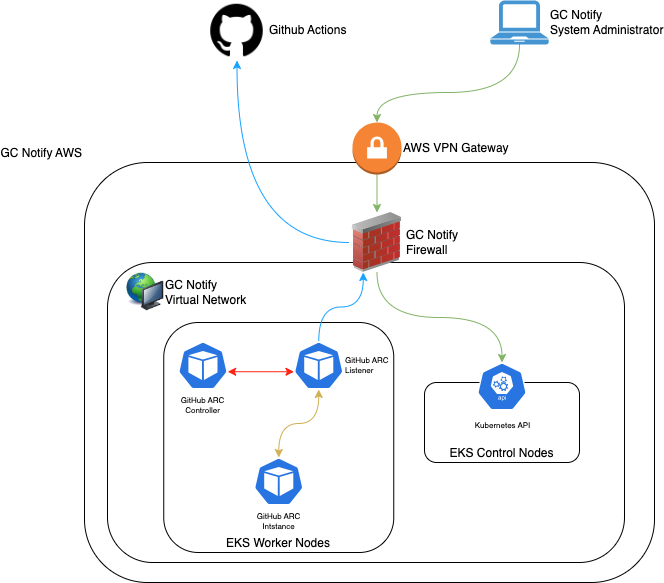 Github Actions
GC Notify
System Administrator
GC Notify AWS
AWS VPN Gateway
GC Notify
Firewall
GC Notify
Virtual Network
GitHub ARC
Controller
GitHub ARC
Listener
api
Kubernetes API
EKS Control Nodes
GitHub ARC
Intstance
EKS Worker Nodes